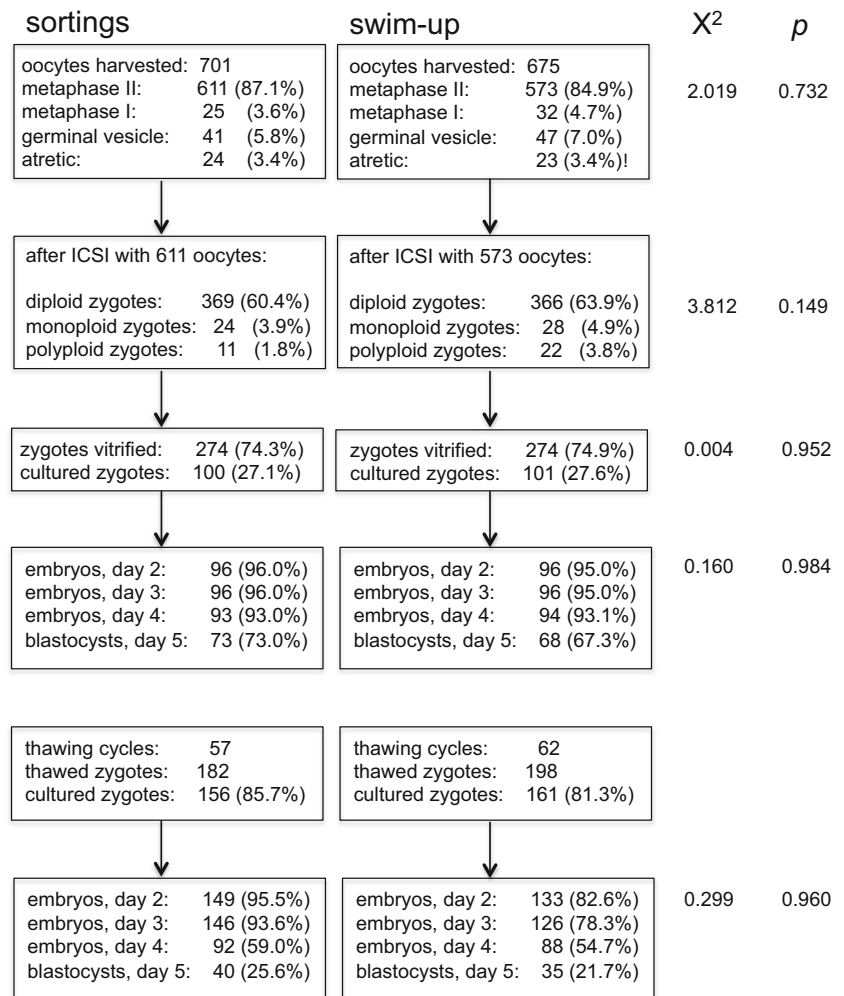 sortings
swim-up
X²
p
oocytes harvested: 701
metaphase II: 611 (87.1%)
metaphase I: 25 (3.6%)
germinal vesicle: 41 (5.8%)
atretic: 24 (3.4%)
oocytes harvested: 675
metaphase II: 573 (84.9%)
metaphase I: 32 (4.7%)
germinal vesicle: 47 (7.0%)
atretic: 23 (3.4%)!
2.019
0.732
after ICSI with 611 oocytes:
diploid zygotes: 369 (60.4%)
monoploid zygotes: 24 (3.9%)
polyploid zygotes: 11 (1.8%)
after ICSI with 573 oocytes:
diploid zygotes: 366 (63.9%)
monoploid zygotes: 28 (4.9%)
polyploid zygotes: 22 (3.8%)
3.812
0.149
zygotes vitrified: 274 (74.3%)
cultured zygotes: 100 (27.1%)
zygotes vitrified: 274 (74.9%)
cultured zygotes: 101 (27.6%)
0.004
0.952
embryos, day 2: 96 (96.0%)
embryos, day 3: 96 (96.0%)
embryos, day 4: 93 (93.0%)
blastocysts, day 5: 73 (73.0%)
embryos, day 2: 96 (95.0%)
embryos, day 3: 96 (95.0%)
embryos, day 4: 94 (93.1%)
blastocysts, day 5: 68 (67.3%)
0.160
0.984
thawing cycles: 57
thawed zygotes: 182
cultured zygotes: 156 (85.7%)
thawing cycles: 62
thawed zygotes: 198
cultured zygotes: 161 (81.3%)
embryos, day 2: 149 (95.5%)
embryos, day 3: 146 (93.6%)
embryos, day 4: 92 (59.0%)
blastocysts, day 5: 40 (25.6%)
embryos, day 2: 133 (82.6%)
embryos, day 3: 126 (78.3%)
embryos, day 4: 88 (54.7%)
blastocysts, day 5: 35 (21.7%)
0.299
0.960